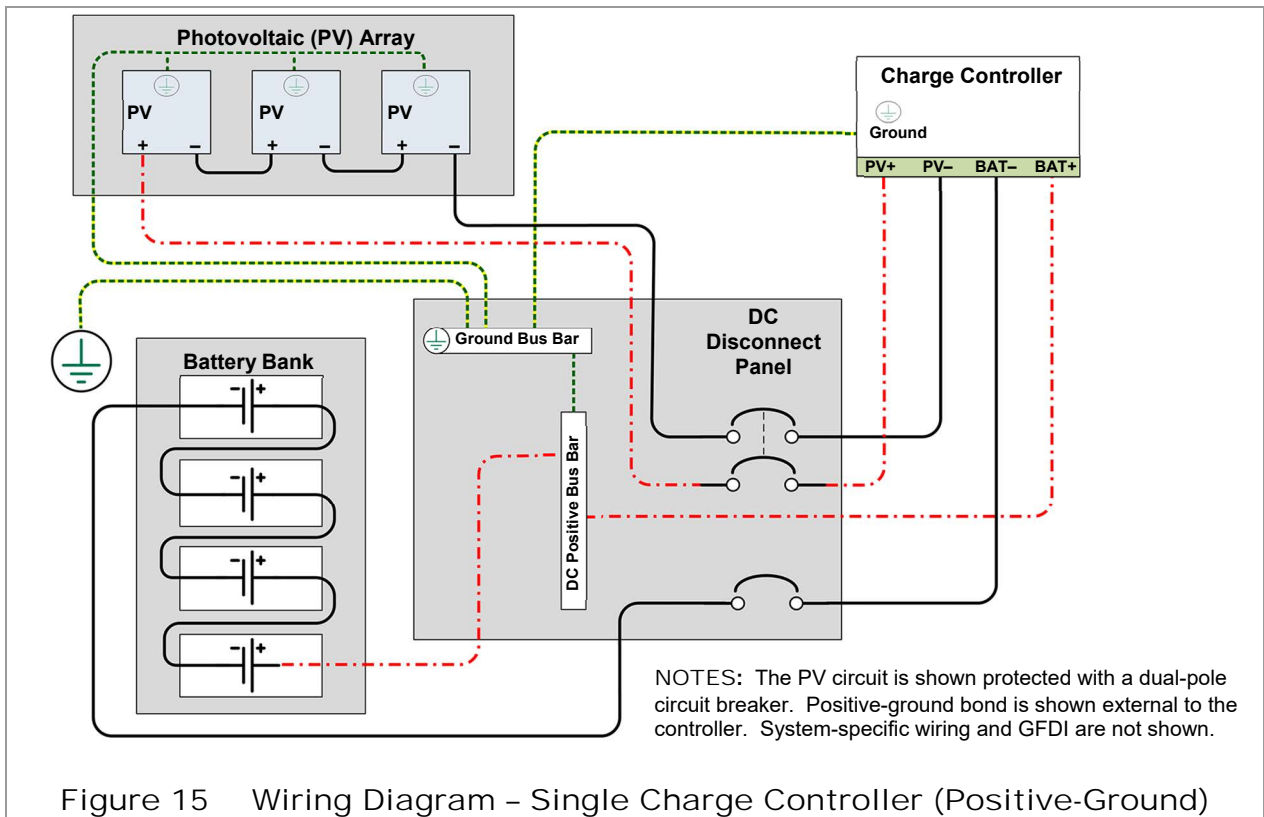 Photovoltaic (PV) Array
PV
PV
PV
+
–
+
–
+
–
Charge Controller
Ground
PV+
PV–
BAT–
BAT+
Ground Bus Bar
DC
Disconnect
Panel
DC Positive Bus Bar
Battery Bank
-
+
-
+
-
+
-
+
NOTES: The PV circuit is shown protected with a dual-pole
circuit breaker. Positive-ground bond is shown external to the
controller. System-specific wiring and GFDI are not shown.
Figure 15 Wiring Diagram – Single Charge Controller (Positive-Ground)